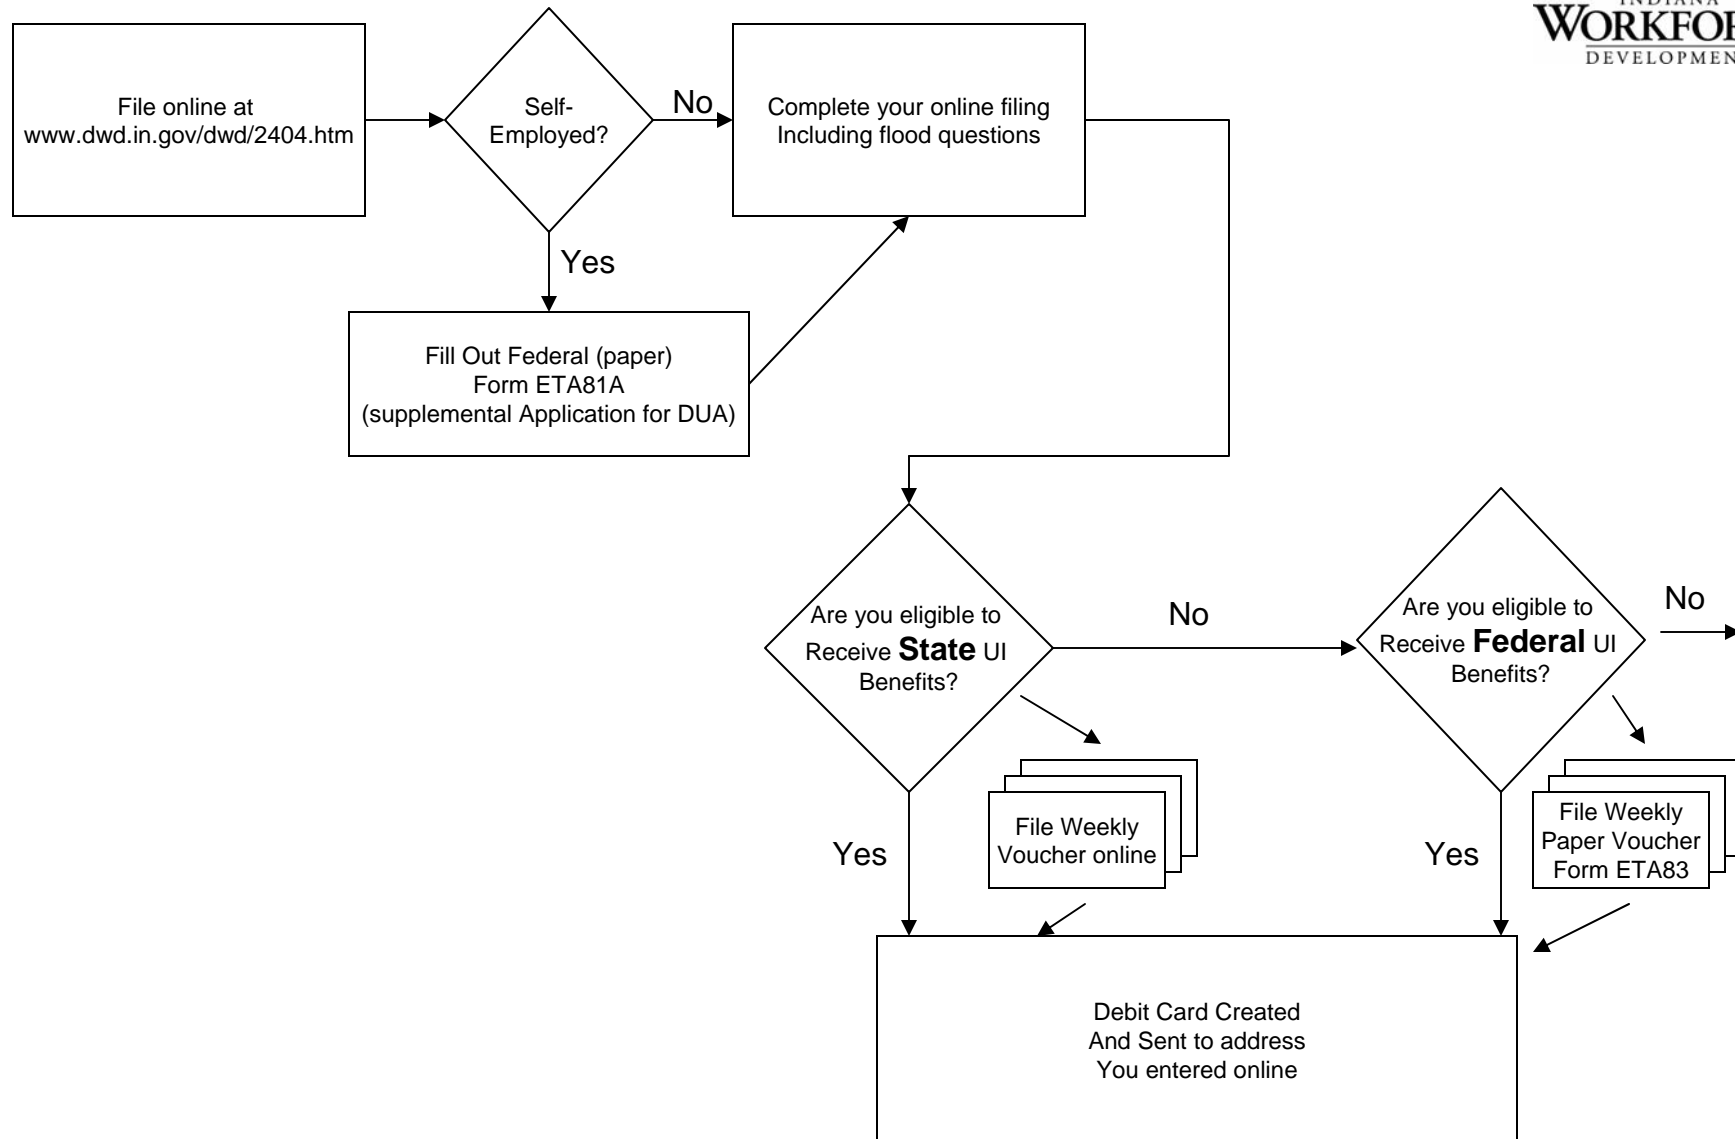 INDIANA
DEVELOPMEN
File online at
www.dwd.in.gov/dwd/2404.htm
Self-
Employed?
No
Complete your online filing
Including flood questions
Yes
Fill Out Federal (paper)
Form ETA81A
(supplemental Application for DUA)
Are you eligible to
Receive State UI
Benefits?
No
Are you eligible to
Receive Federal UI
Benefits?
No
Yes
File Weekly
Voucher online
Yes
File Weekly
Paper Voucher
Form ETA83
Debit Card Created
And Sent to address
You entered online